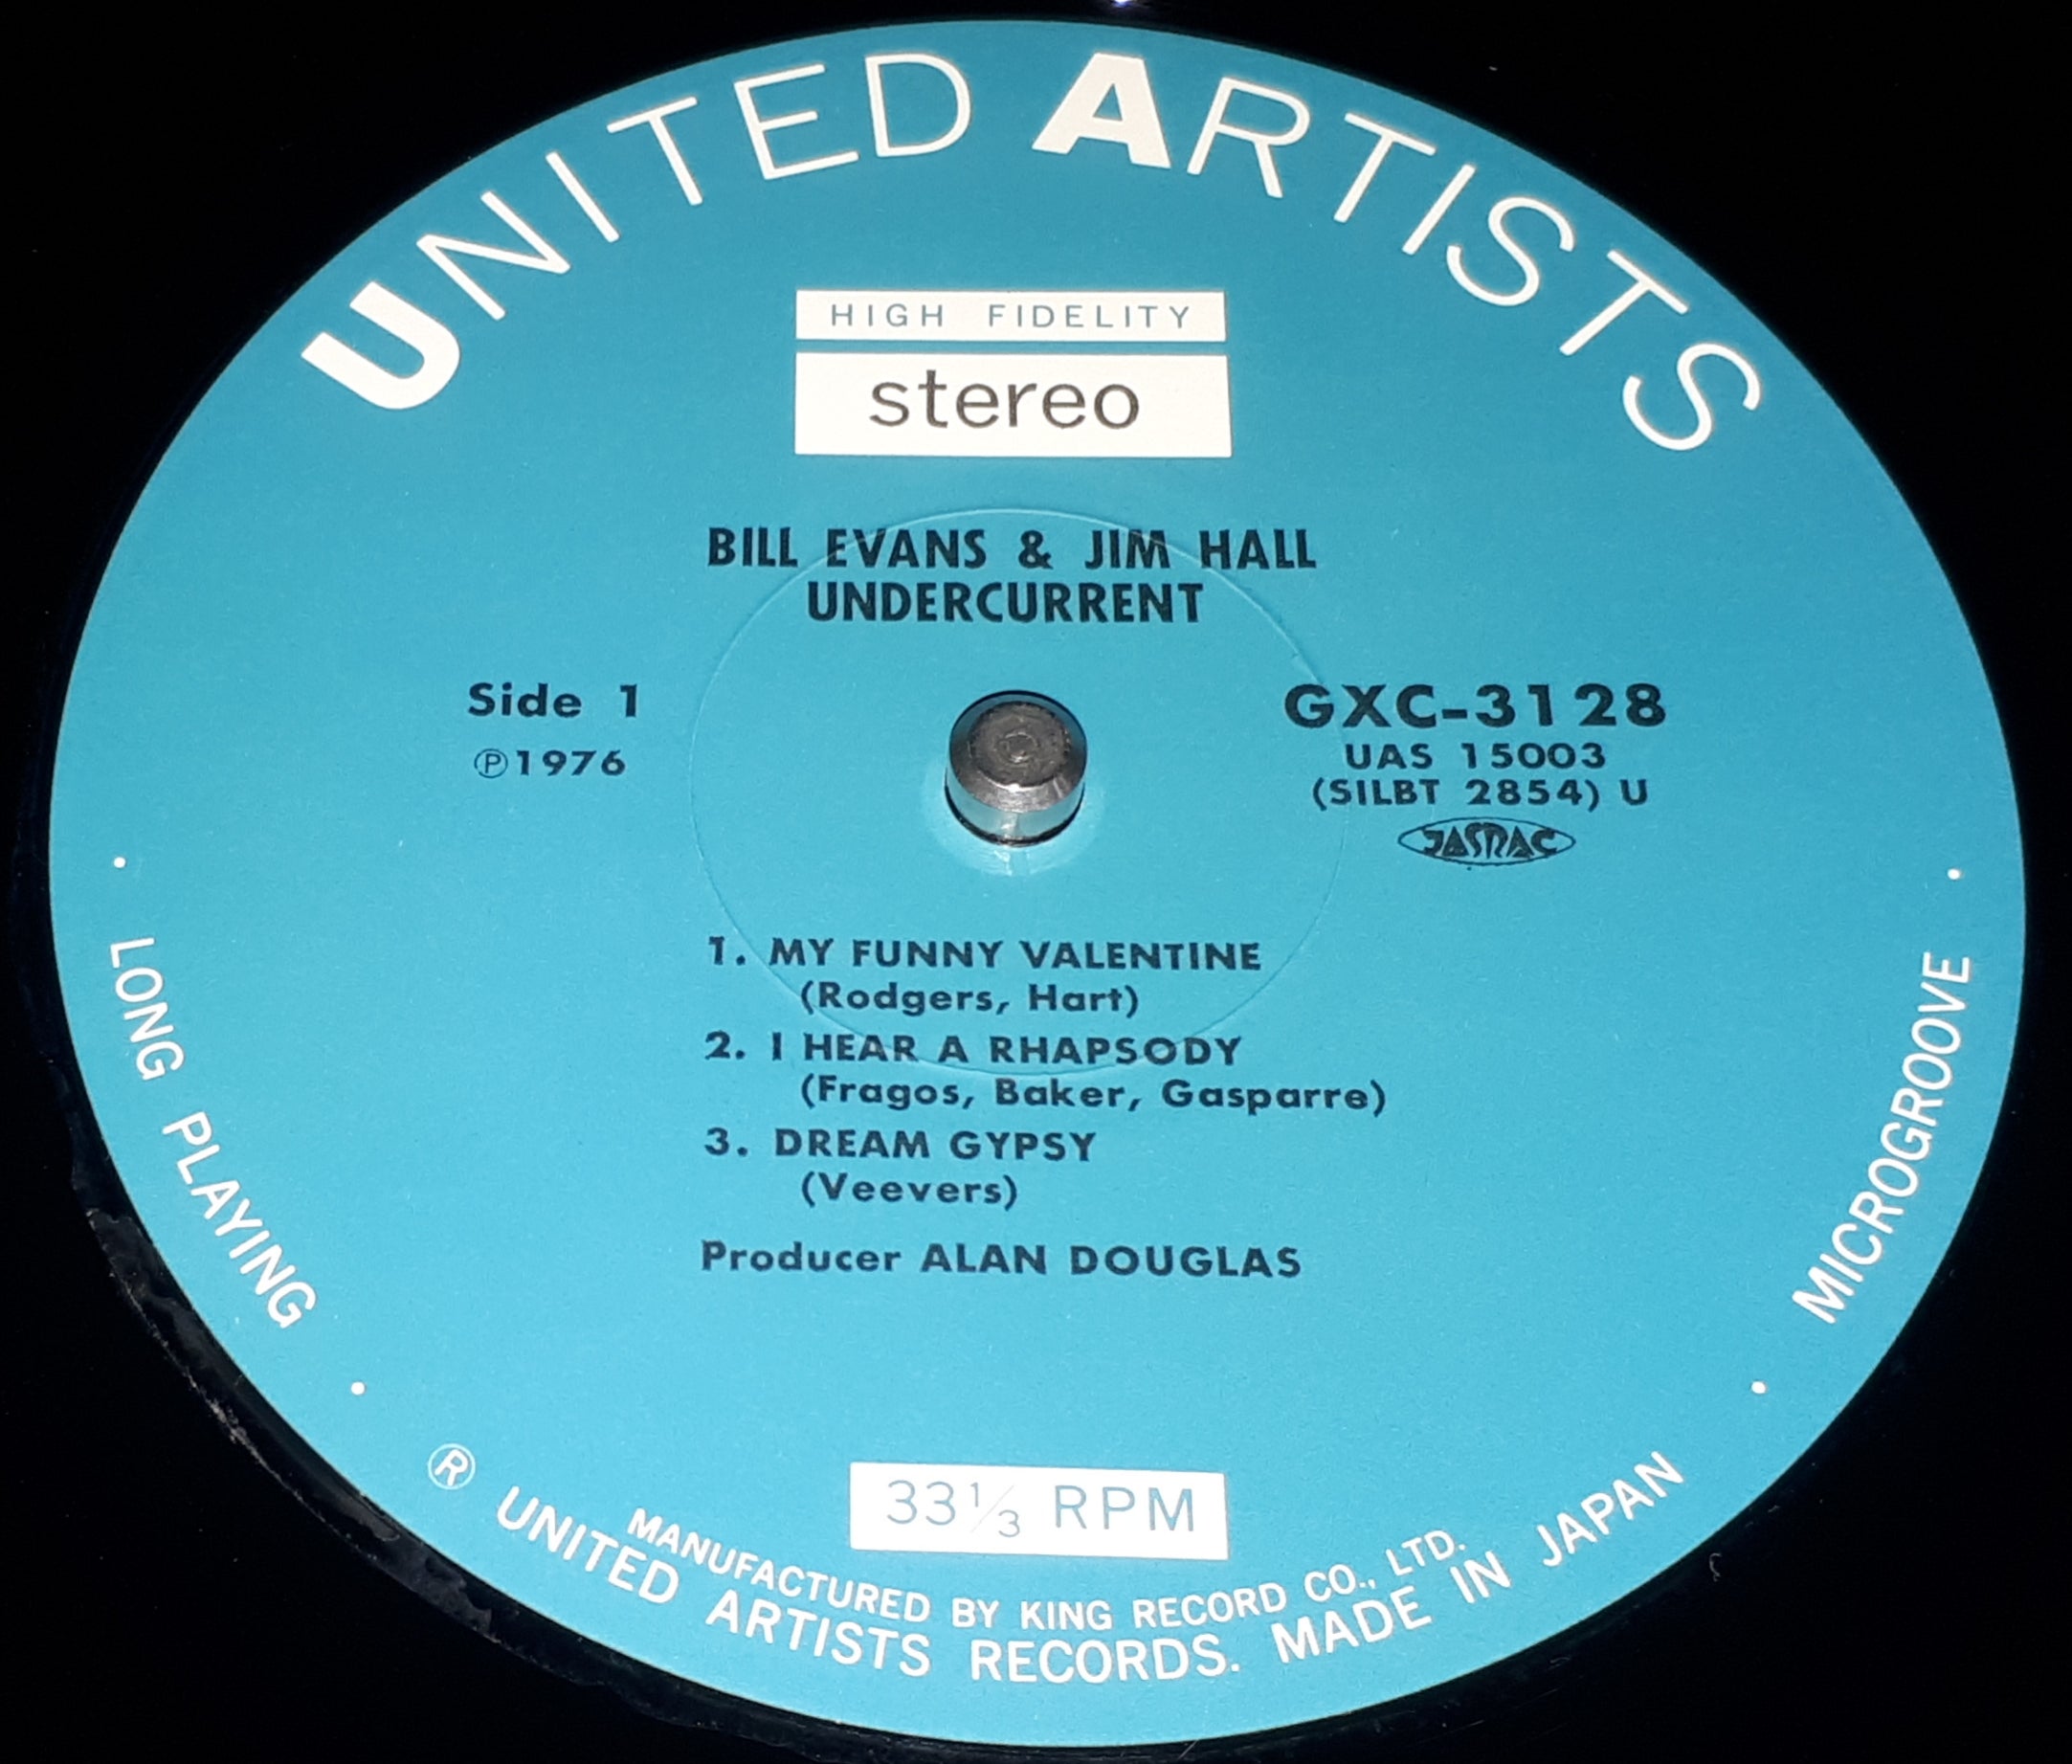 UNITED ARTISTS
HIGH FIDELITY
stereo
BILL EVANS & JIM HALL
UNDERCURRENT
Side 1
℗1976
GXC-3128
UAS 15003
(SILBT 2854) U
JASRAC
1. MY FUNNY VALENTINE
(Rodgers, Hart)
2. I HEAR A RHAPSODY
(Fragos, Baker, Gasparre)
3. DREAM GYPSY
(Veevers)
Producer ALAN DOUGLAS
· LONG PLAYING ·
· MICROGROOVE ·
33⅓ RPM
MANUFACTURED BY KING RECORD CO., LTD.
® UNITED ARTISTS RECORDS. MADE IN JAPAN